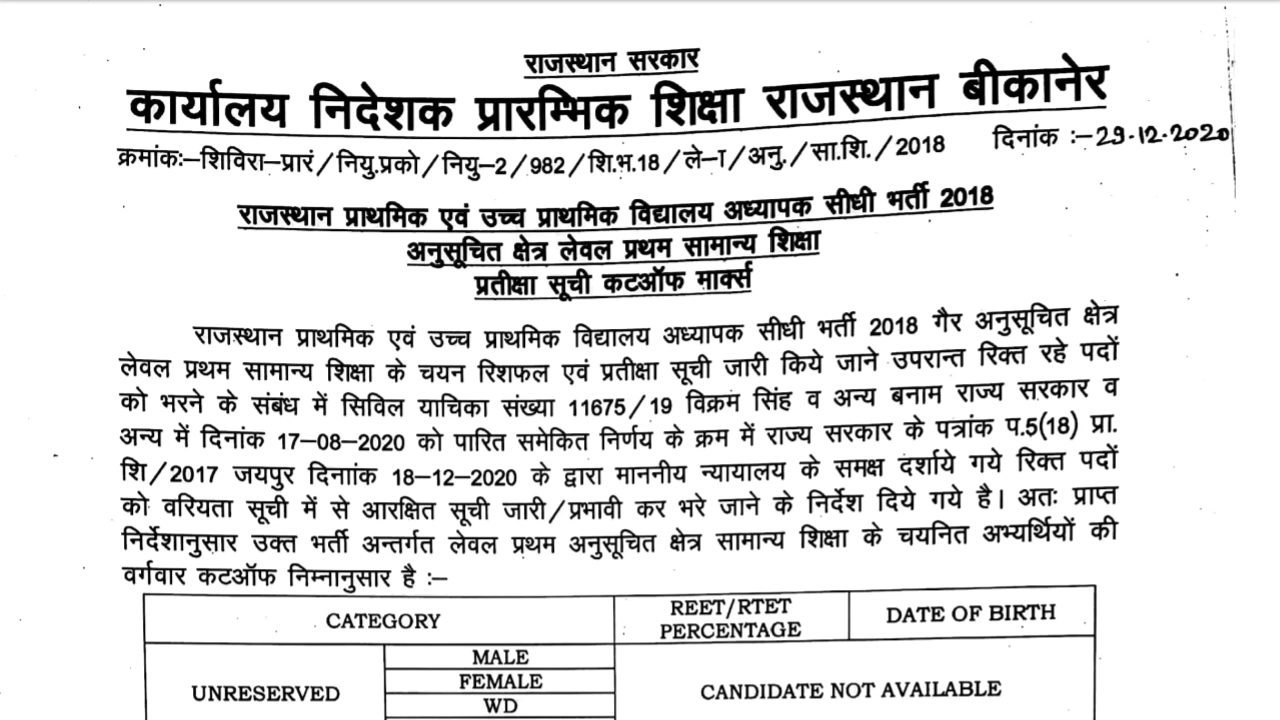 राजस्थान सरकार
कार्यालय निदेशक प्रारम्भिक शिक्षा राजस्थान बीकानेर
क्रमांकः–शिविरा–प्रारं/नियु.प्रको/नियु–2/982/शि.भ.18/ले–I/अनु./सा.शि./2018 दिनांक :–29.12.2020
राजस्थान प्राथमिक एवं उच्च प्राथमिक विद्यालय अध्यापक सीधी भर्ती 2018
अनुसूचित क्षेत्र लेवल प्रथम सामान्य शिक्षा
प्रतीक्षा सूची कटऑफ मार्क्स
राजस्थान प्राथमिक एवं उच्च प्राथमिक विद्यालय अध्यापक सीधी भर्ती 2018 गैर अनुसूचित क्षेत्र
लेवल प्रथम सामान्य शिक्षा के चयन रिशफल एवं प्रतीक्षा सूची जारी किये जाने उपरान्त रिक्त रहे पदों
को भरने के संबंध में सिविल याचिका संख्या 11675/19 विक्रम सिंह व अन्य बनाम राज्य सरकार व
अन्य में दिनांक 17–08–2020 को पारित समेकित निर्णय के क्रम में राज्य सरकार के पत्रांक प.5(18) प्रा.
शि/2017 जयपुर दिनाांक 18–12–2020 के द्वारा माननीय न्यायालय के समक्ष दर्शाये गये रिक्त पदों
को वरियता सूची में से आरक्षित सूची जारी/प्रभावी कर भरे जाने के निर्देश दिये गये है। अतः प्राप्त
निर्देशानुसार उक्त भर्ती अन्तर्गत लेवल प्रथम अनुसूचित क्षेत्र सामान्य शिक्षा के चयनित अभ्यर्थियों की
वर्गवार कटऑफ निम्नानुसार है :–
CATEGORY REET/RTET PERCENTAGE DATE OF BIRTH
UNRESERVED MALE CANDIDATE NOT AVAILABLE
FEMALE
WD